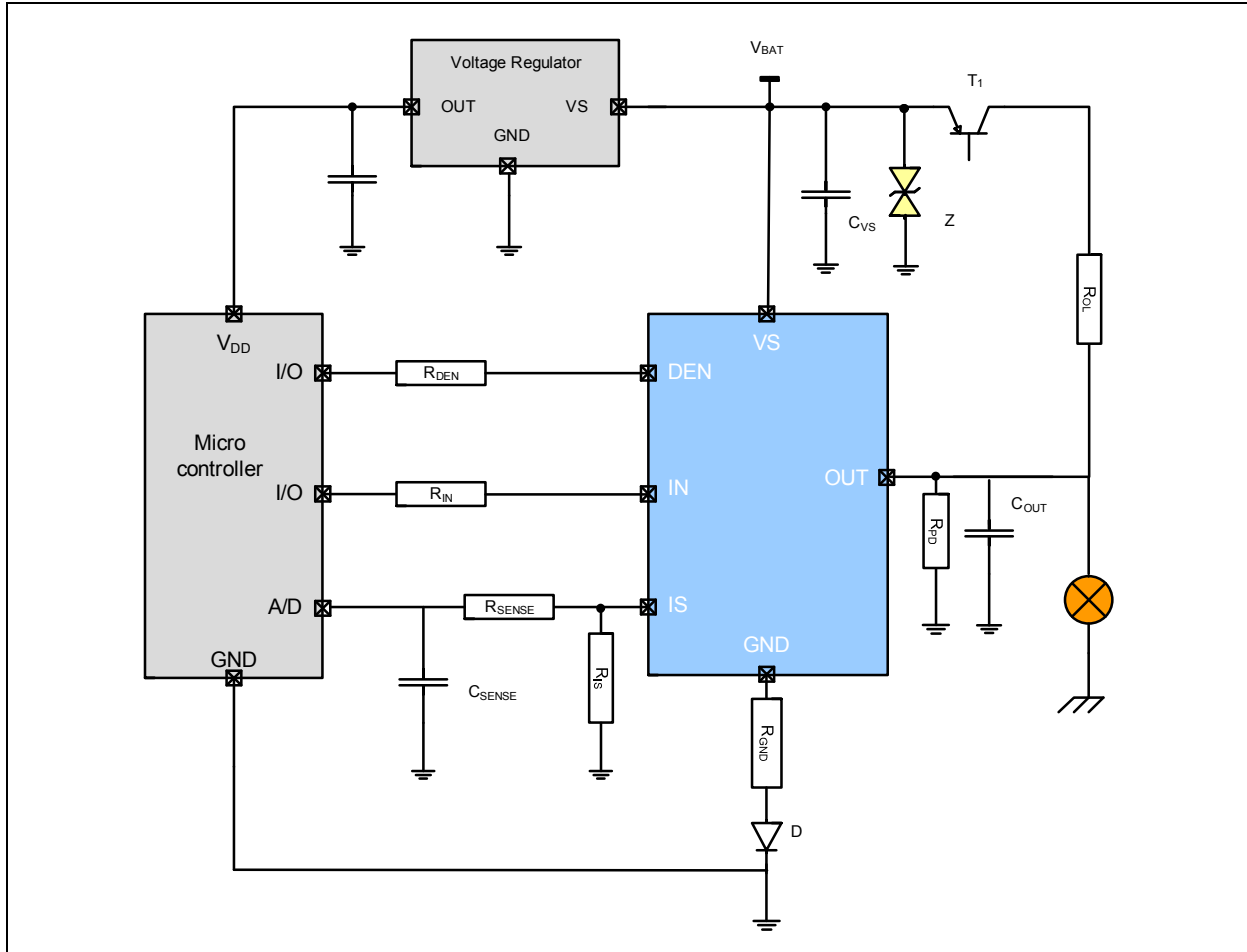 Voltage Regulator
OUT
VS
GND
VBAT
T1
CVS
Z
ROL
VDD
I/O
RDEN
DEN
VS
Micro
controller
I/O
RIN
IN
OUT
RPD
COUT
A/D
RSENSE
IS
GND
CSENSE
RIS
GND
RGND
D